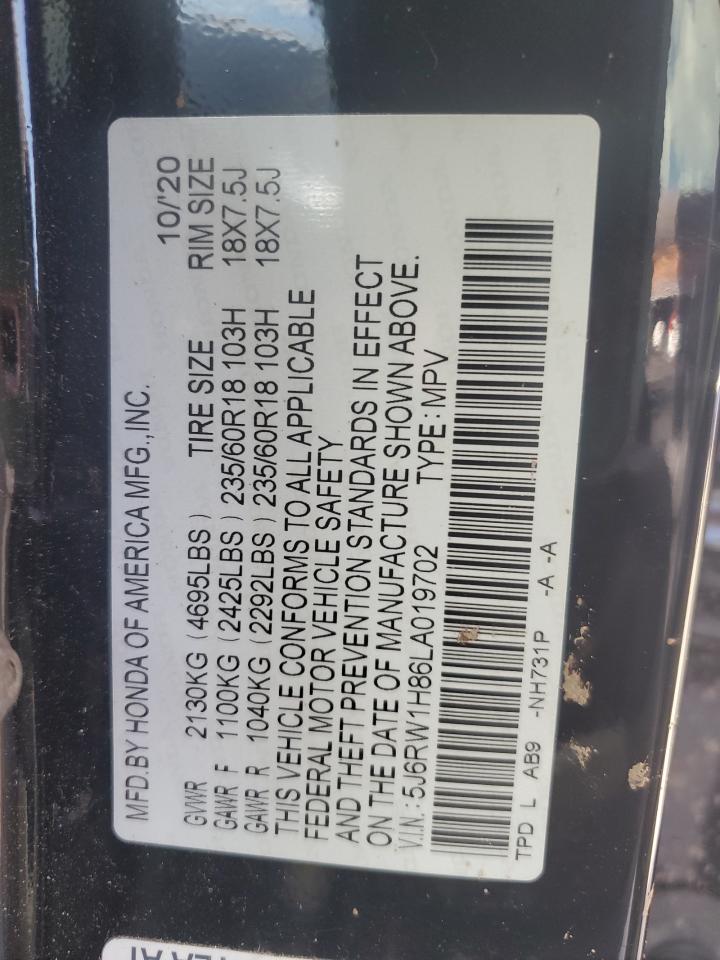 MFD.BY HONDA OF AMERICA MFG.,INC. 10/'20
GVWR 2130KG (4695LBS) TIRE SIZE RIM SIZE
GAWR F 1100KG (2425LBS) 235/60R18 103H 18X7.5J
GAWR R 1040KG (2292LBS) 235/60R18 103H 18X7.5J
THIS VEHICLE CONFORMS TO ALL APPLICABLE
FEDERAL MOTOR VEHICLE SAFETY
AND THEFT PREVENTION STANDARDS IN EFFECT
ON THE DATE OF MANUFACTURE SHOWN ABOVE.
V.I.N.: 5J6RW1H86LA019702 TYPE: MPV
TPD L AB9 -NH731P -A -A